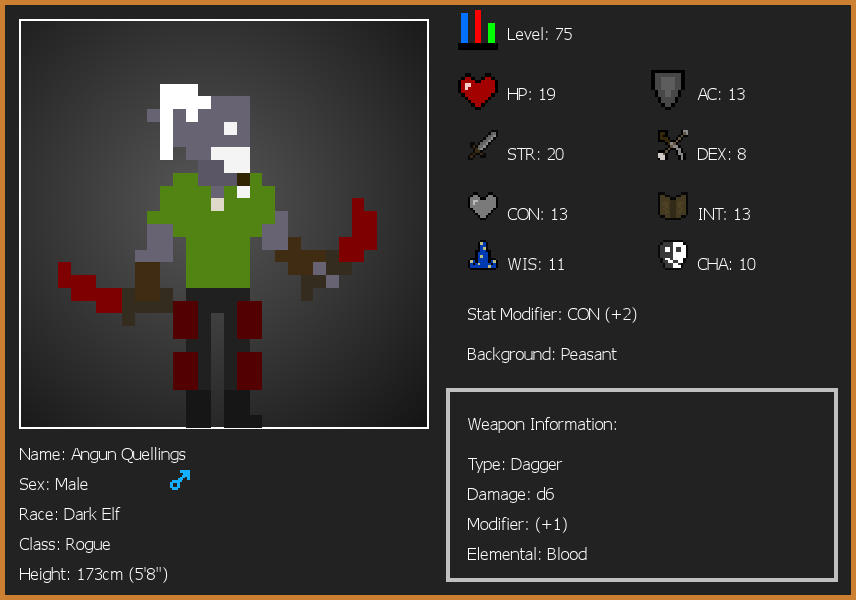 Level: 75
HP: 19
AC: 13
STR: 20
DEX: 8
CON: 13
INT: 13
WIS: 11
CHA: 10
Stat Modifier: CON (+2)
Background: Peasant
Weapon Information:
Type: Dagger
Damage: d6
Modifier: (+1)
Elemental: Blood
Name: Angun Quellings
Sex: Male
Race: Dark Elf
Class: Rogue
Height: 173cm (5'8")